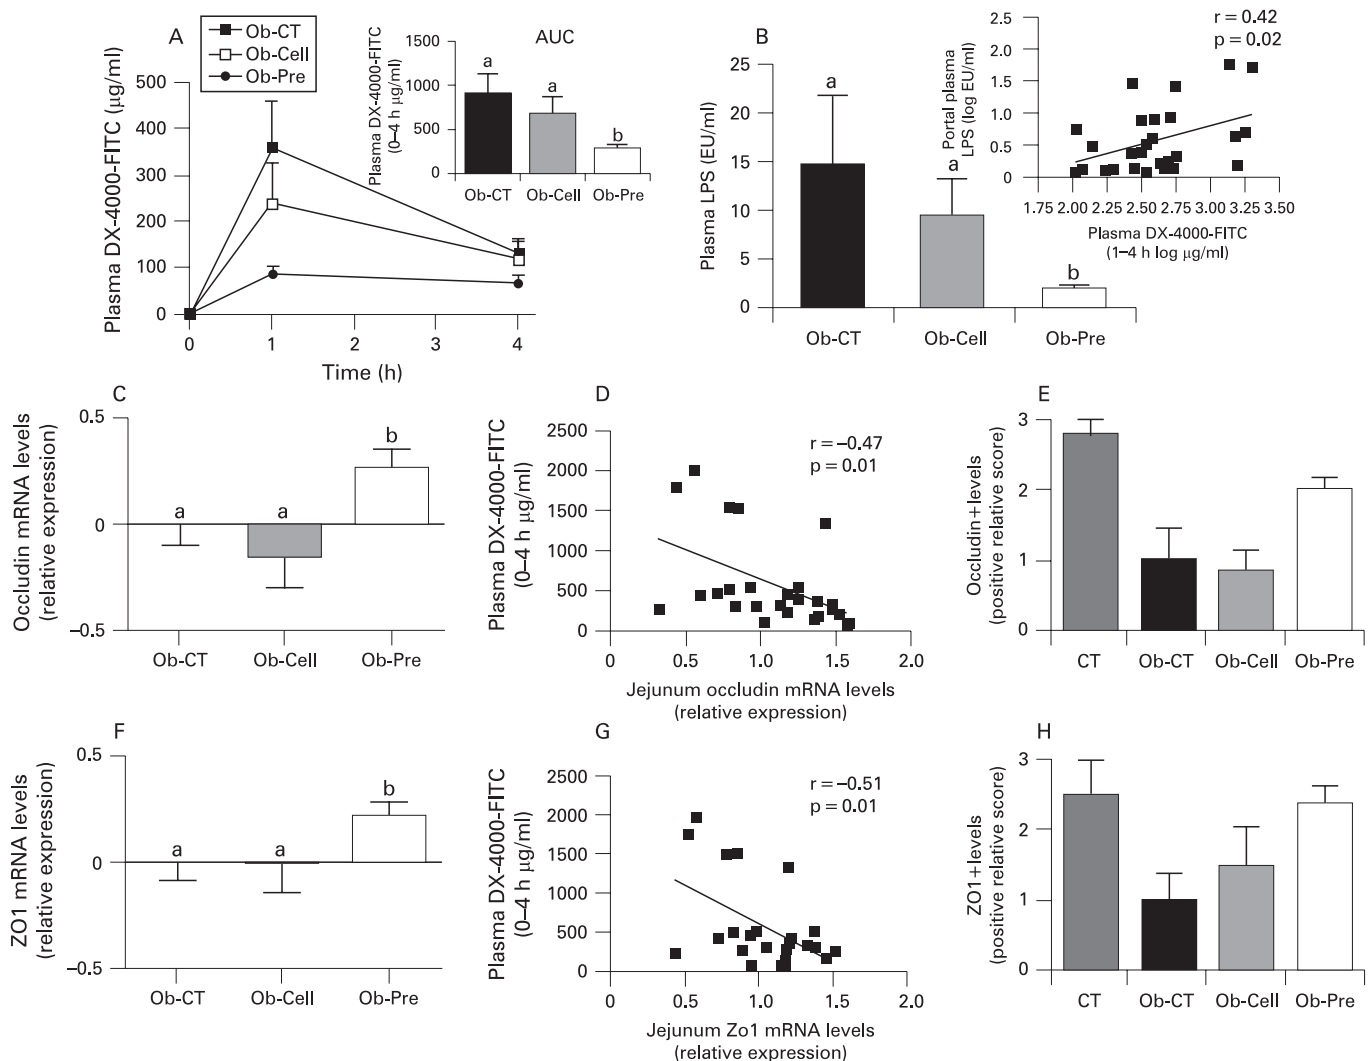 A
Ob-CT
Ob-Cell
Ob-Pre
Plasma DX-4000-FITC (μg/ml)
500
400
300
200
100
0
0
1
2
3
4
Time (h)
AUC
Plasma DX-4000-FITC
(0–4 h μg/ml)
1500
1000
500
0
a
a
b
Ob-CT
Ob-Cell
Ob-Pre
B
Plasma LPS (EU/ml)
25
20
15
10
5
0
a
a
b
Ob-CT
Ob-Cell
Ob-Pre
r = 0.42
p = 0.02
Portal plasma
LPS (log EU/ml)
2.5
2.0
1.5
1.0
0.5
0
1.75
2.00
2.25
2.50
2.75
3.00
3.25
3.50
Plasma DX-4000-FITC
(1–4 h log μg/ml)
C
Occludin mRNA levels
(relative expression)
0.5
0
–0.5
a
a
b
Ob-CT
Ob-Cell
Ob-Pre
D
Plasma DX-4000-FITC
(0–4 h μg/ml)
2500
2000
1500
1000
500
0
r = –0.47
p = 0.01
0
0.5
1.0
1.5
2.0
Jejunum occludin mRNA levels
(relative expression)
E
Occludin+levels
(positive relative score)
3
2
1
0
CT
Ob-CT
Ob-Cell
Ob-Pre
F
ZO1 mRNA levels
(relative expression)
0.5
0
–0.5
a
a
b
Ob-CT
Ob-Cell
Ob-Pre
G
Plasma DX-4000-FITC
(0–4 h μg/ml)
2500
2000
1500
1000
500
0
r = –0.51
p = 0.01
0
0.5
1.0
1.5
2.0
Jejunum Zo1 mRNA levels
(relative expression)
H
ZO1+levels
(positive relative score)
3
2
1
0
CT
Ob-CT
Ob-Cell
Ob-Pre